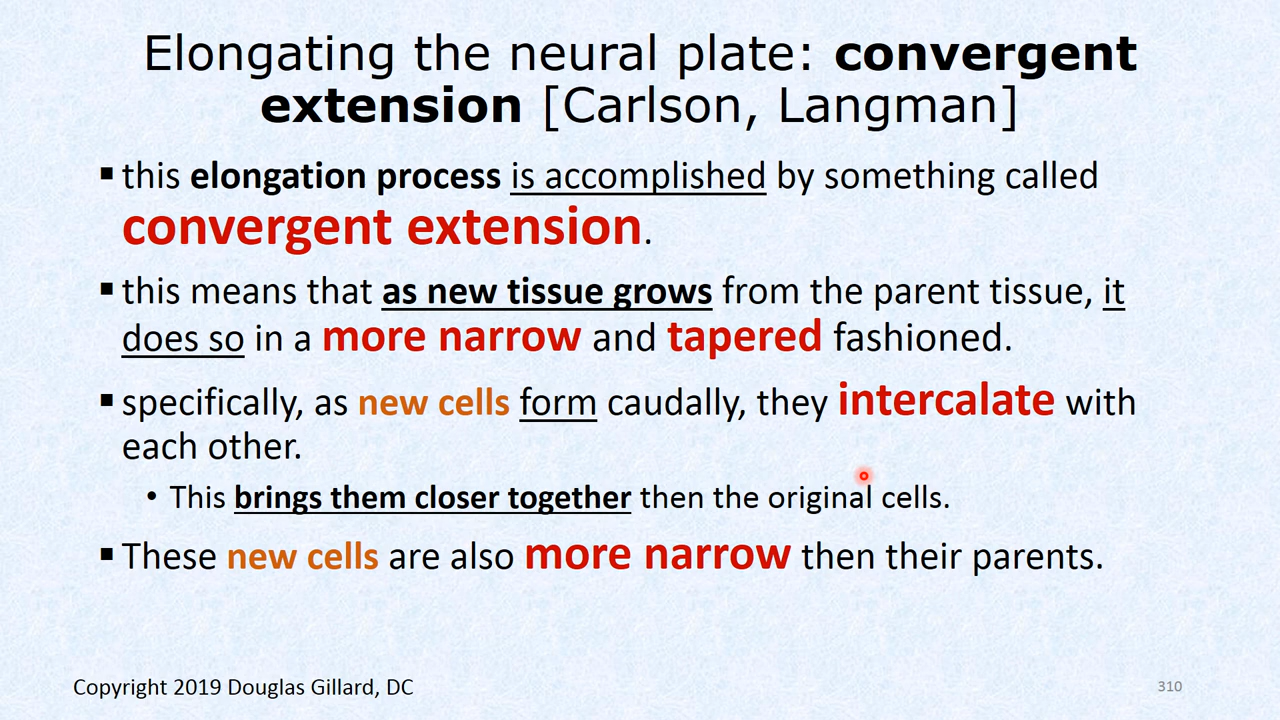 Elongating the neural plate: convergent
extension [Carlson, Langman]
▪ this elongation process is accomplished by something called
convergent extension.
▪ this means that as new tissue grows from the parent tissue, it
does so in a more narrow and tapered fashioned.
▪ specifically, as new cells form caudally, they intercalate with
each other.
• This brings them closer together then the original cells.
▪ These new cells are also more narrow then their parents.
Copyright 2019 Douglas Gillard, DC
310